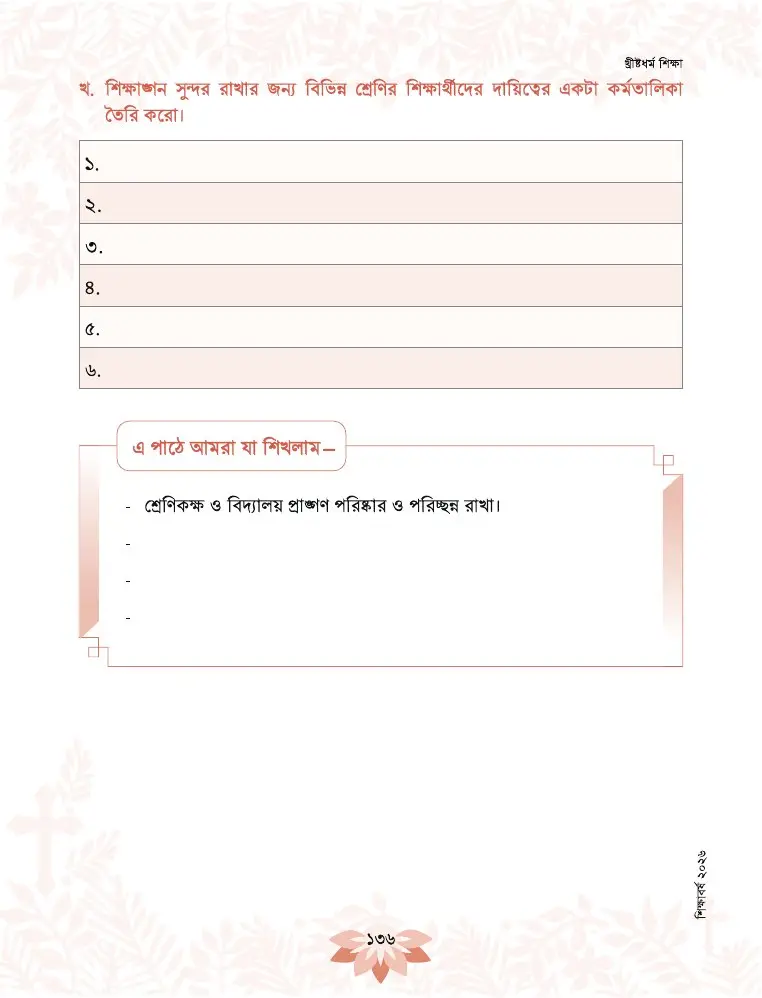 খ্রীষ্টধর্ম শিক্ষা
খ. শিক্ষাঙ্গন সুন্দর রাখার জন্য বিভিন্ন শ্রেণির শিক্ষার্থীদের দায়িত্বের একটা কর্মতালিকা
তৈরি করো।
১.
২.
৩.
৪.
৫.
৬.
এ পাঠে আমরা যা শিখলাম–
- শ্রেণিকক্ষ ও বিদ্যালয় প্রাঙ্গণ পরিষ্কার ও পরিচ্ছন্ন রাখা।
-
-
-
শিক্ষাবর্ষ ২০২৬
১৩৬